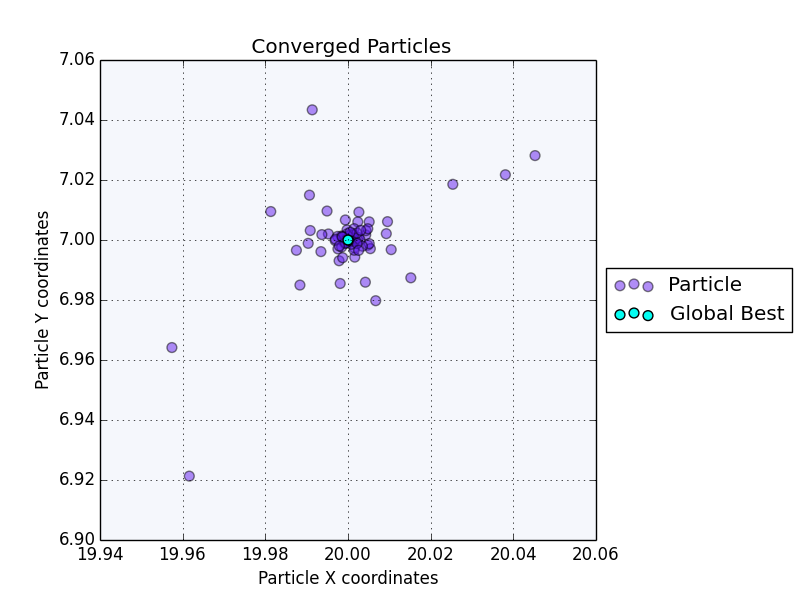 Converged Particles
7.06
7.04
7.02
7.00
6.98
6.96
6.94
6.92
6.90
Particle Y coordinates
19.94 19.96 19.98 20.00 20.02 20.04 20.06
Particle X coordinates
Particle
Global Best